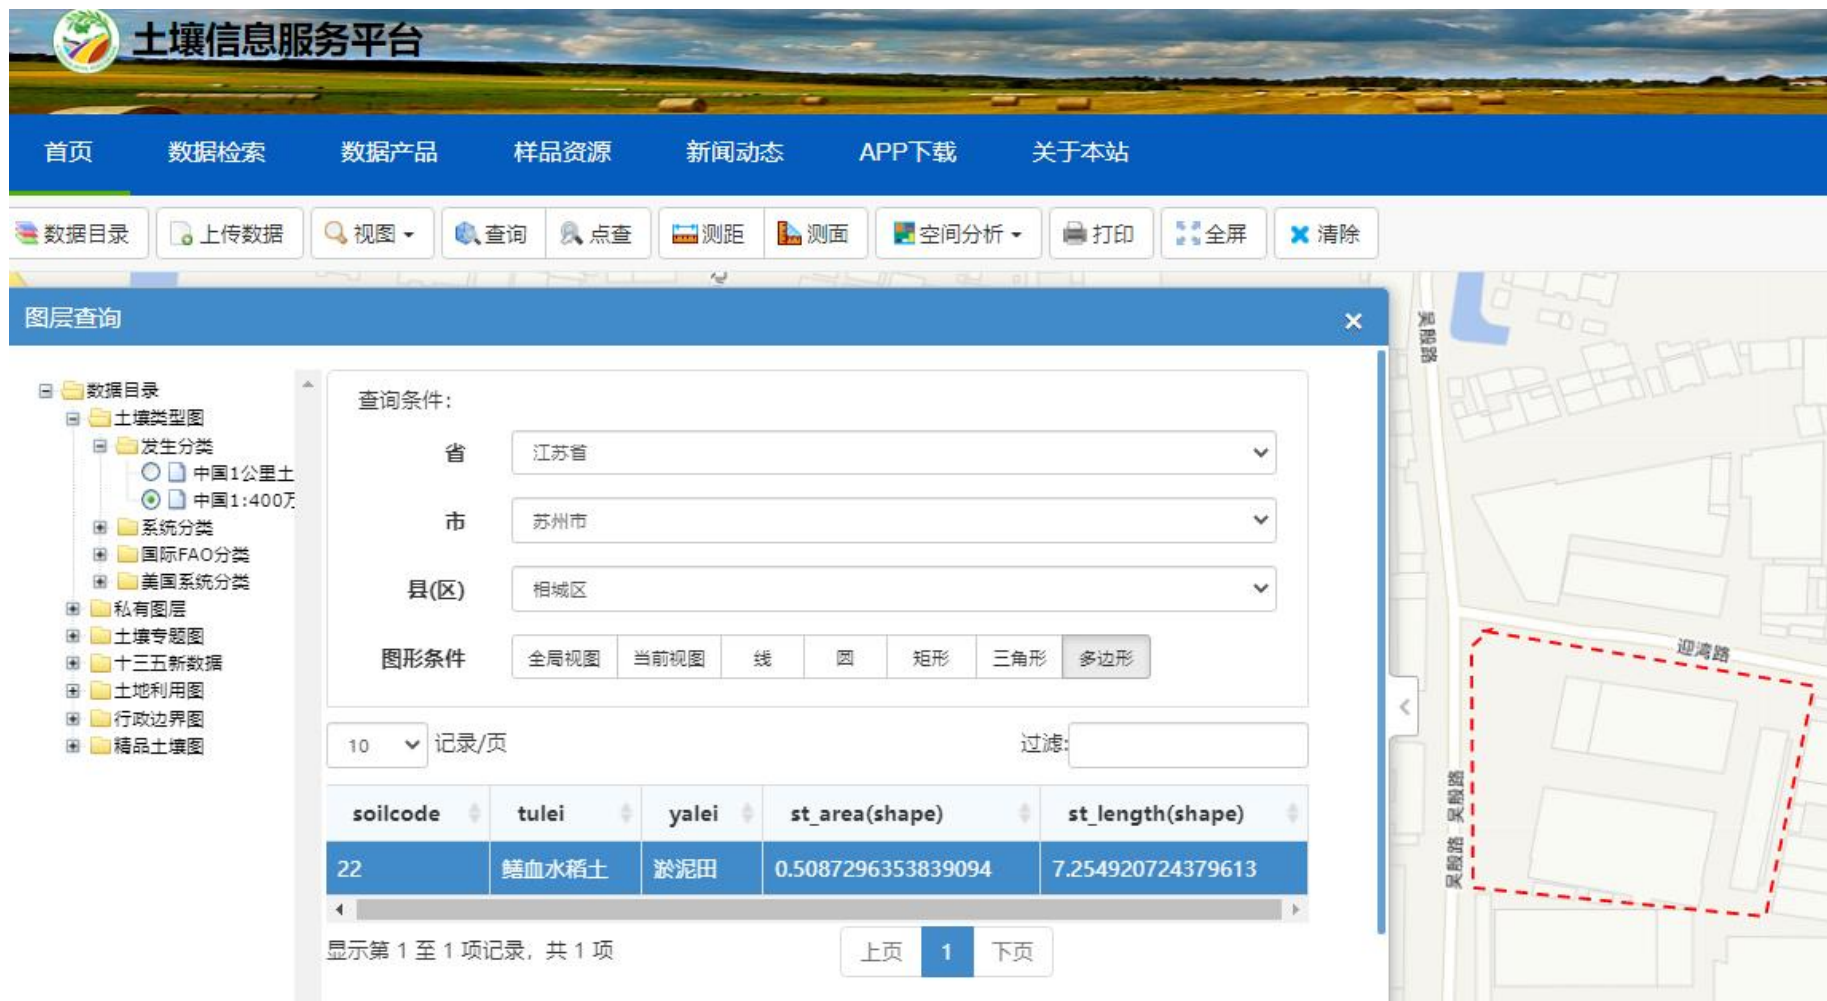 土壤信息服务平台
首页 数据检索 数据产品 样品资源 新闻动态 APP下载 关于本站
数据目录 上传数据 视图 查询 点查 测距 测面 空间分析 打印 全屏 清除
图层查询
数据目录
土壤类型图
发生分类
中国1公里土
中国1:400万
系统分类
国际FAO分类
美国系统分类
私有图层
土壤专题图
十三五新数据
土地利用图
行政边界图
精品土壤图
查询条件:
省 江苏省
市 苏州市
县(区) 相城区
图形条件 全局视图 当前视图 线 圆 矩形 三角形 多边形
10 记录/页 过滤:
soilcode tulei yalei st_area(shape) st_length(shape)
22 鳝血水稻土 淤泥田 0.5087296353839094 7.254920724379613
显示第 1 至 1 项记录, 共 1 项
上页 1 下页
吴殷路
迎湾路
吴殷路
吴殷路